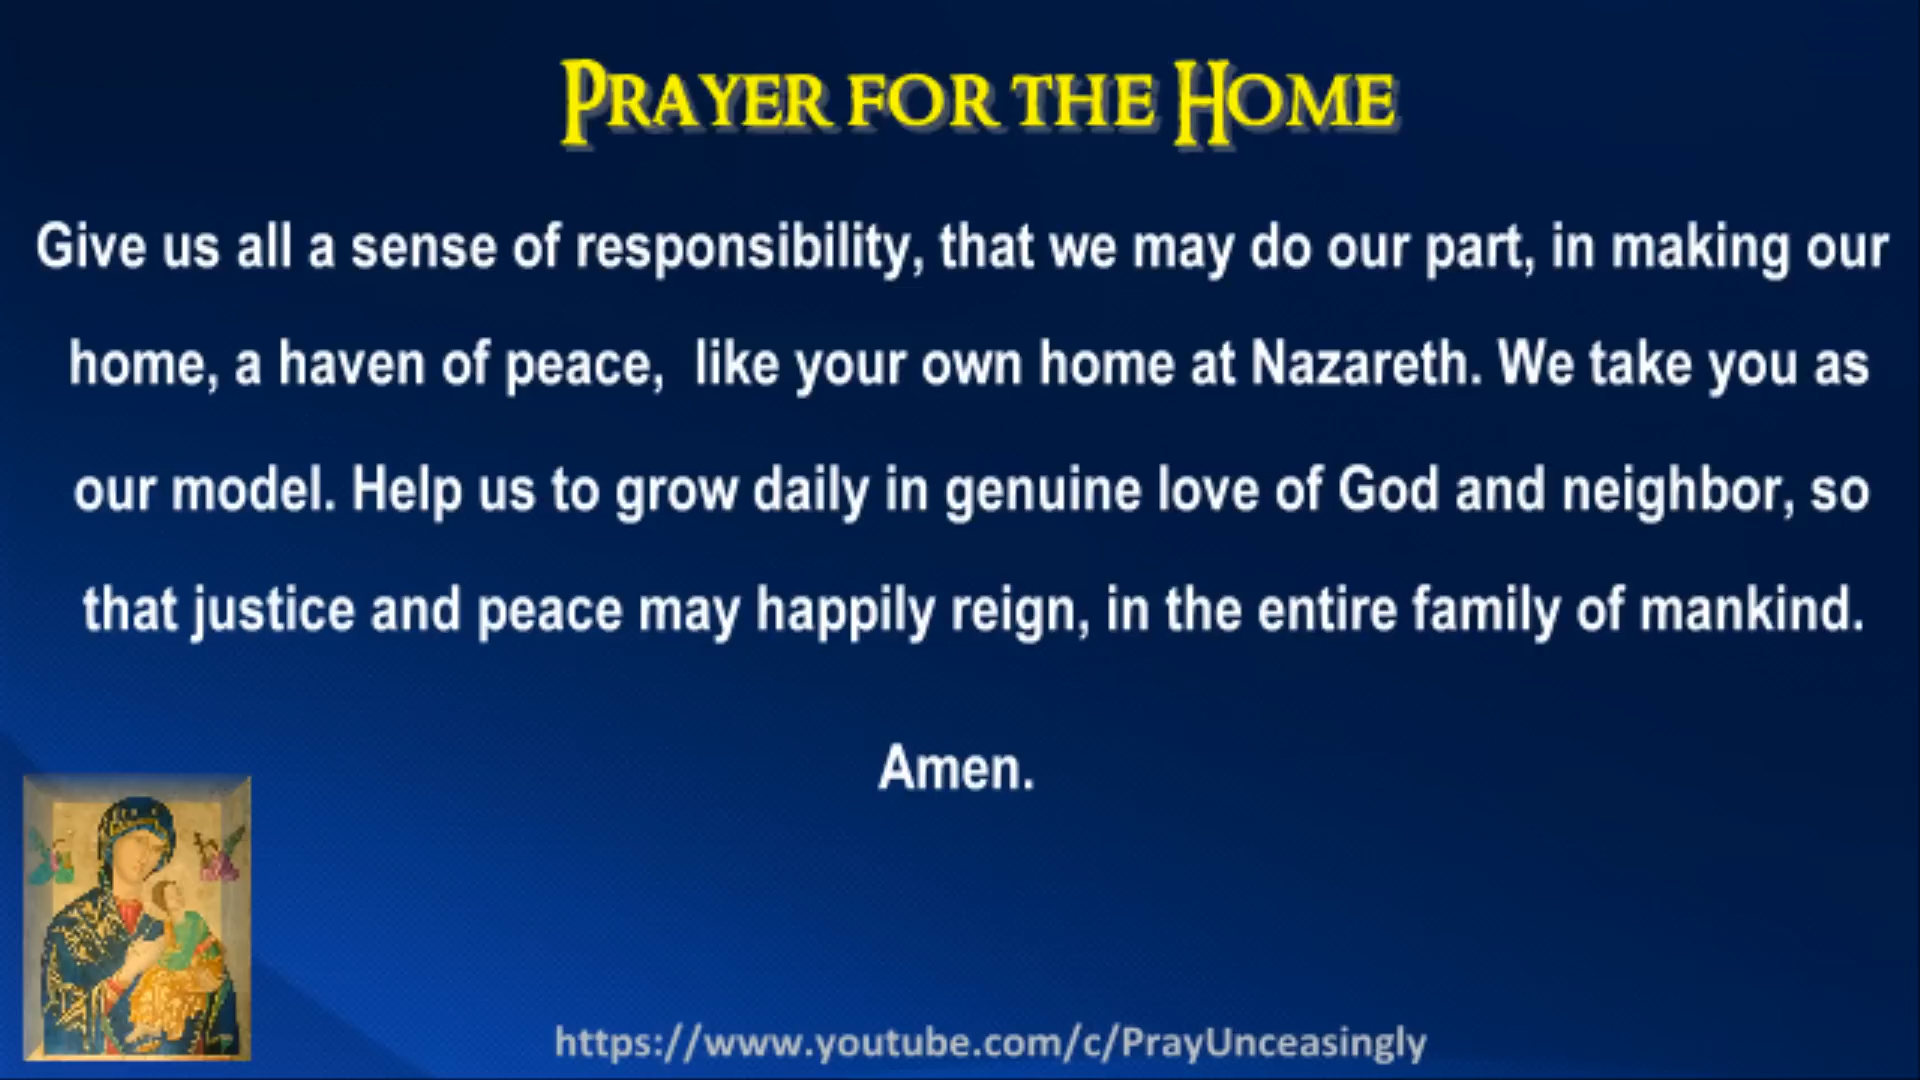 PRAYER FOR THE HOME
Give us all a sense of responsibility, that we may do our part, in making our
home, a haven of peace,  like your own home at Nazareth. We take you as
our model. Help us to grow daily in genuine love of God and neighbor, so
that justice and peace may happily reign, in the entire family of mankind.
Amen.
https://www.youtube.com/c/PrayUnceasingly